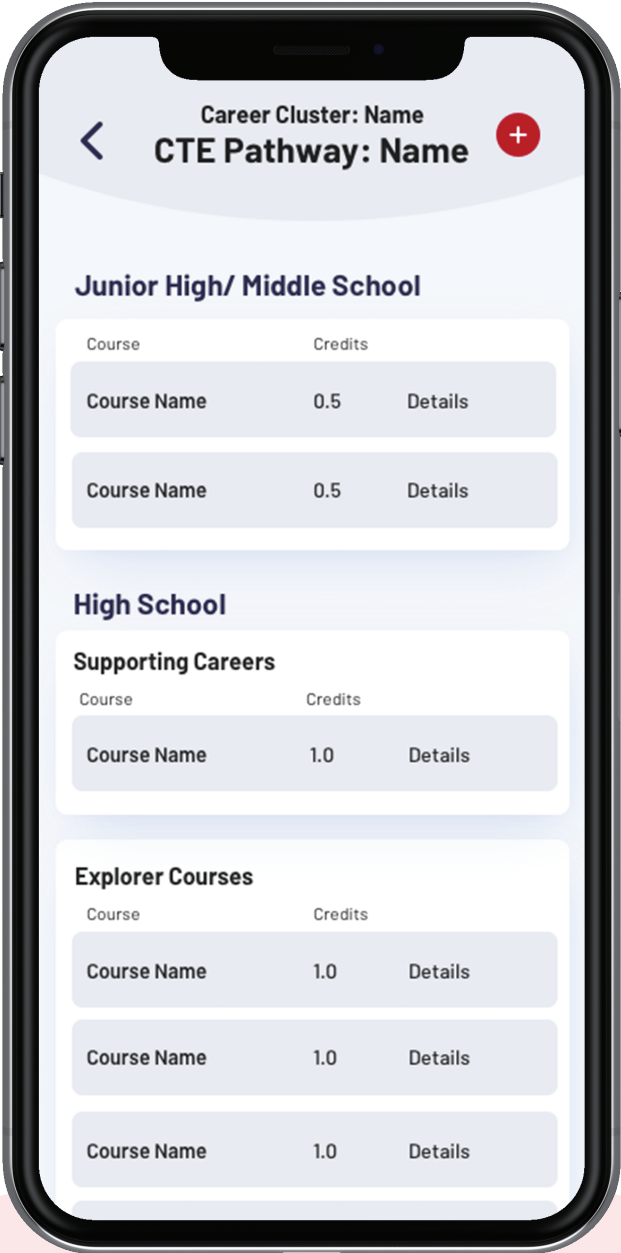 Career Cluster: Name
CTE Pathway: Name
Junior High/ Middle School
Course Credits
Course Name 0.5 Details
Course Name 0.5 Details
High School
Supporting Careers
Course Credits
Course Name 1.0 Details
Explorer Courses
Course Credits
Course Name 1.0 Details
Course Name 1.0 Details
Course Name 1.0 Details